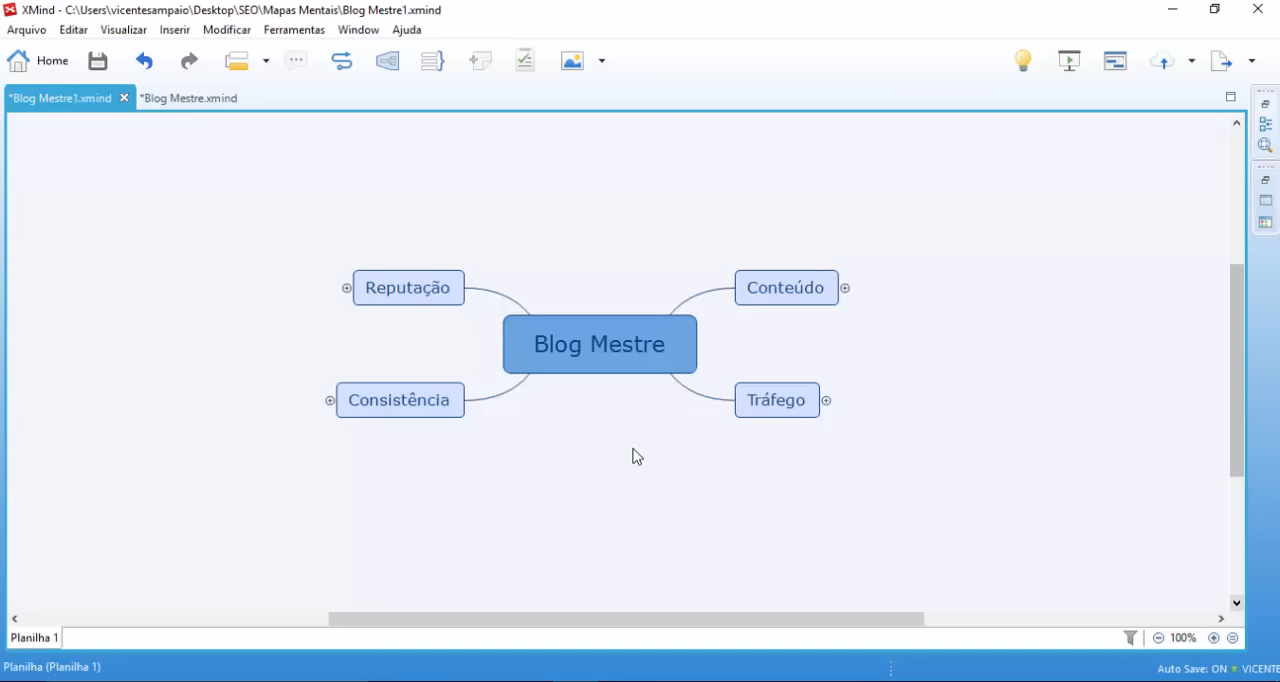 XMind - C:\Users\vicentesampaio\Desktop\SEO\Mapas Mentais\Blog Mestre1.xmind
Arquivo Editar Visualizar Inserir Modificar Ferramentas Window Ajuda
Home
*Blog Mestre1.xmind *Blog Mestre.xmind
Reputação Conteúdo
Blog Mestre
Consistência Tráfego
Planilha 1 100%
Planilha (Planilha 1) Auto Save: ON VICENTE